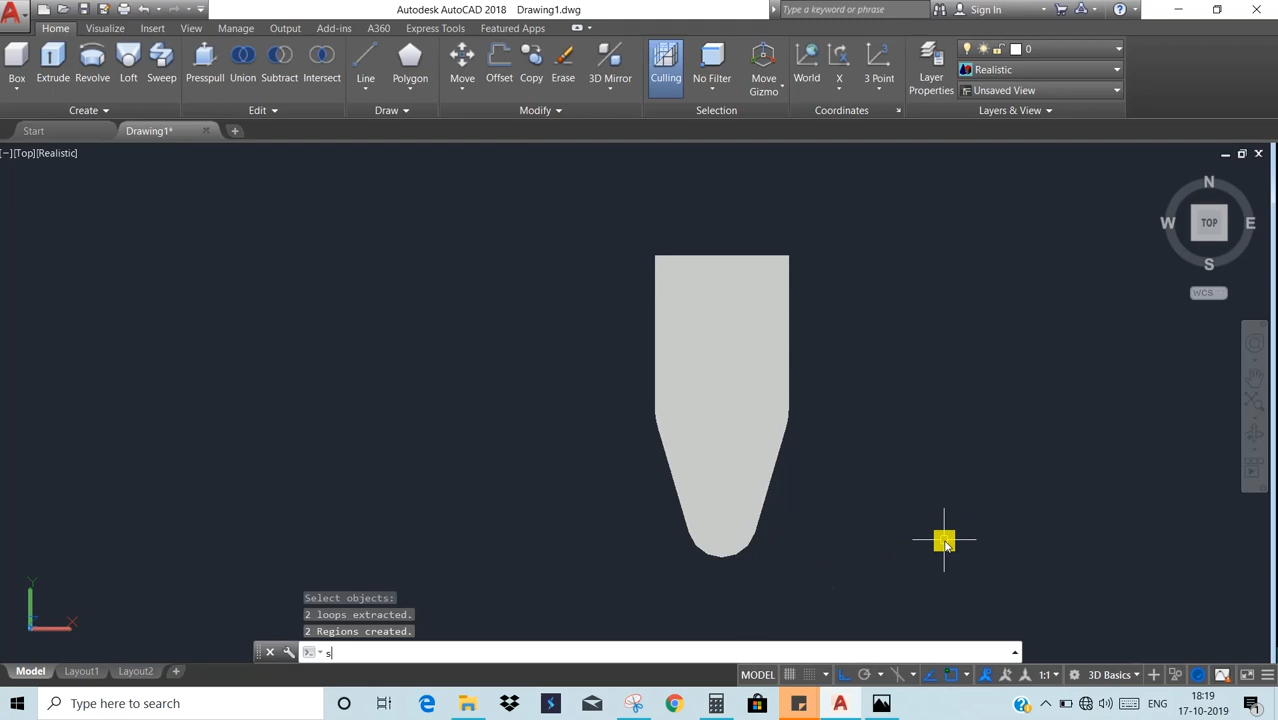 Autodesk AutoCAD 2018 Drawing1.dwg
Type a keyword or phrase
Sign In
Home Visualize Insert View Manage Output Add-ins A360 Express Tools Featured Apps
Box Extrude Revolve Loft Sweep Presspull Union Subtract Intersect Line Polygon Move Offset Copy Erase 3D Mirror Culling No Filter Move Gizmo World X 3 Point Layer Properties
0
Realistic
Unsaved View
Create Edit Draw Modify Selection Coordinates Layers & View
Start Drawing1*
[−][Top][Realistic]
N
W TOP E
S
WCS
Y
X
Select objects:
2 loops extracted.
2 Regions created.
s
Model Layout1 Layout2 MODEL 1:1 3D Basics
Type here to search
ENG
18:19
17-10-2019